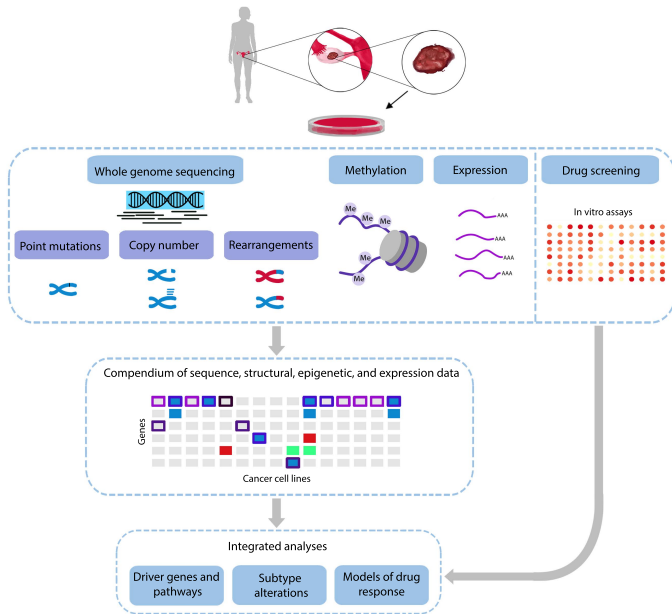 Whole genome sequencing
Methylation
Expression
Drug screening
Point mutations
Copy number
Rearrangements
Me
Me
Me
Me
Me
AAA
AAA
AAA
AAA
In vitro assays
Compendium of sequence, structural, epigenetic, and expression data
Genes
Cancer cell lines
Integrated analyses
Driver genes and
pathways
Subtype
alterations
Models of drug
response